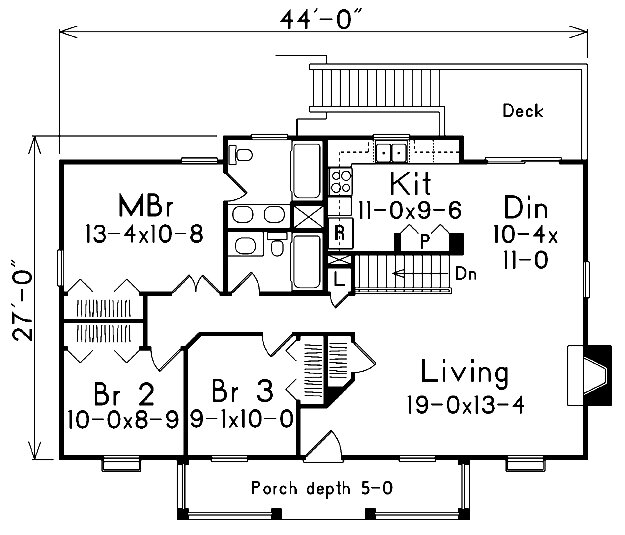 44'-0"
Deck
MBr
13-4x10-8
Kit
11-0x9-6
Din
10-4x
11-0
R
P
27'-0"
L
Dn
Br 2
10-0x8-9
Br 3
9-1x10-0
Living
19-0x13-4
Porch depth 5-0